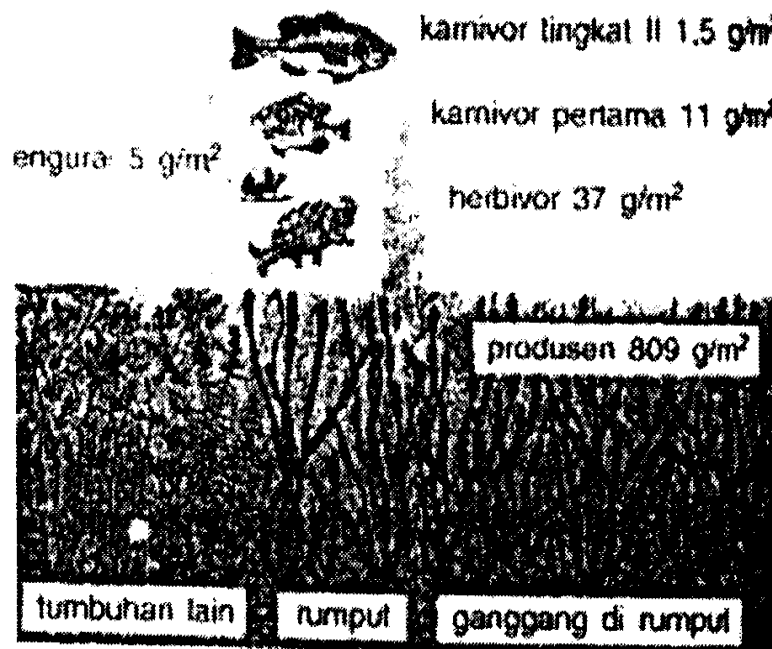 karnivor tingkat II 1.5 g/m²
karnivor pertama 11 g/m²
engurai 5 g/m²
herbivor 37 g/m²
produsen 809 g/m²
tumbuhan lain
rumput
ganggang di rumput